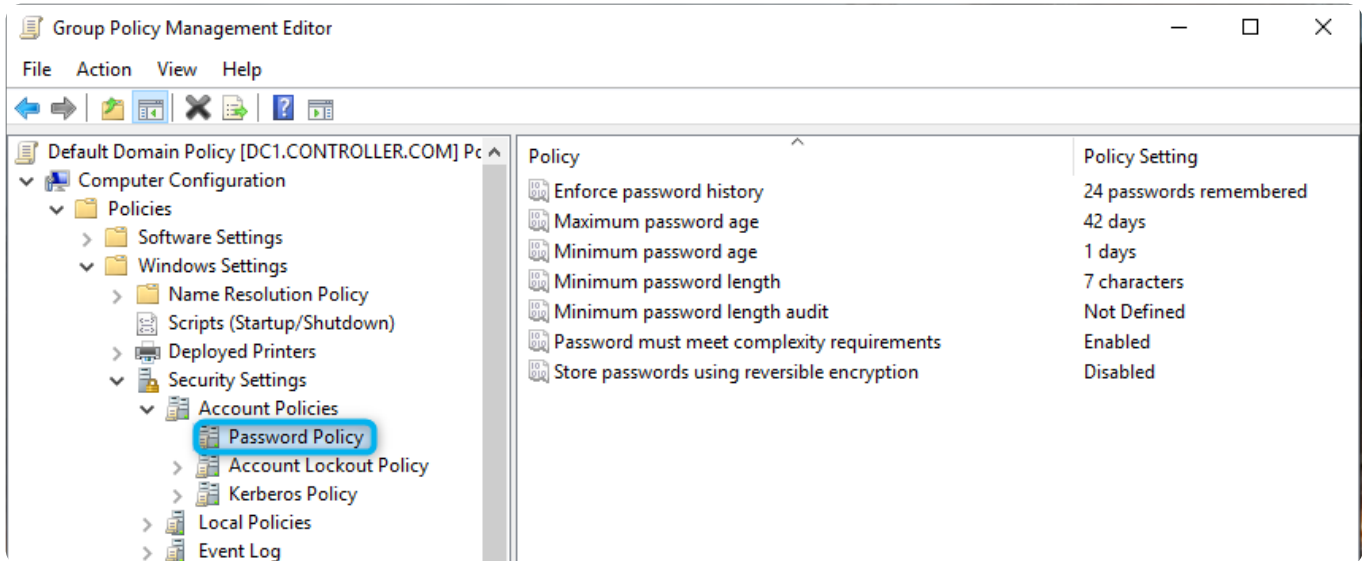 Group Policy Management Editor
File Action View Help
Default Domain Policy [DC1.CONTROLLER.COM] Pc
Computer Configuration
Policies
Software Settings
Windows Settings
Name Resolution Policy
Scripts (Startup/Shutdown)
Deployed Printers
Security Settings
Account Policies
Password Policy
Account Lockout Policy
Kerberos Policy
Local Policies
Event Log
Policy Policy Setting
Enforce password history 24 passwords remembered
Maximum password age 42 days
Minimum password age 1 days
Minimum password length 7 characters
Minimum password length audit Not Defined
Password must meet complexity requirements Enabled
Store passwords using reversible encryption Disabled